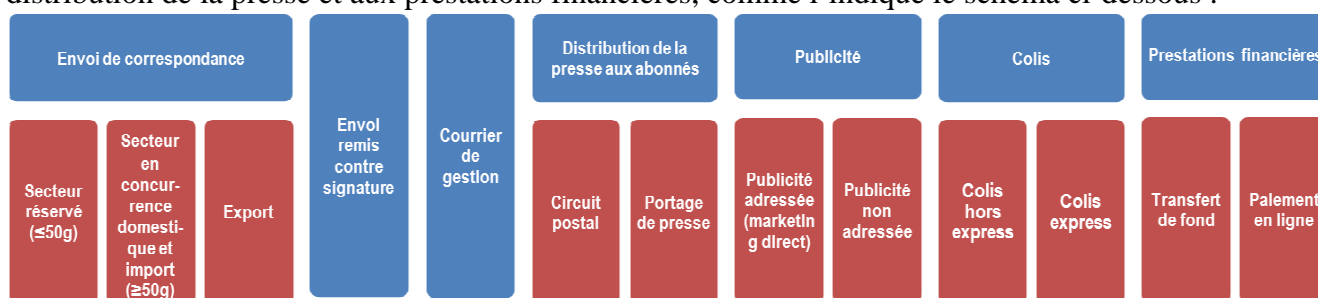 distribution de la presse et aux prestations financières, comme l'indique le schéma ci-dessous :
Envoi de correspondance
Secteur
réservé
(≤50g)
Secteur
en
concur-
rence
domesti-
que et
import
(≥50g)
Export
Envoi
remis
contre
signature
Courrier
de
gestion
Distribution de la
presse aux abonnés
Circuit
postal
Portage
de presse
Publicité
Publicité
adressée
(marketin
g direct)
Publicité
non
adressée
Colis
Colis
hors
express
Colis
express
Prestations financières
Transfert
de fond
Paiement
en ligne